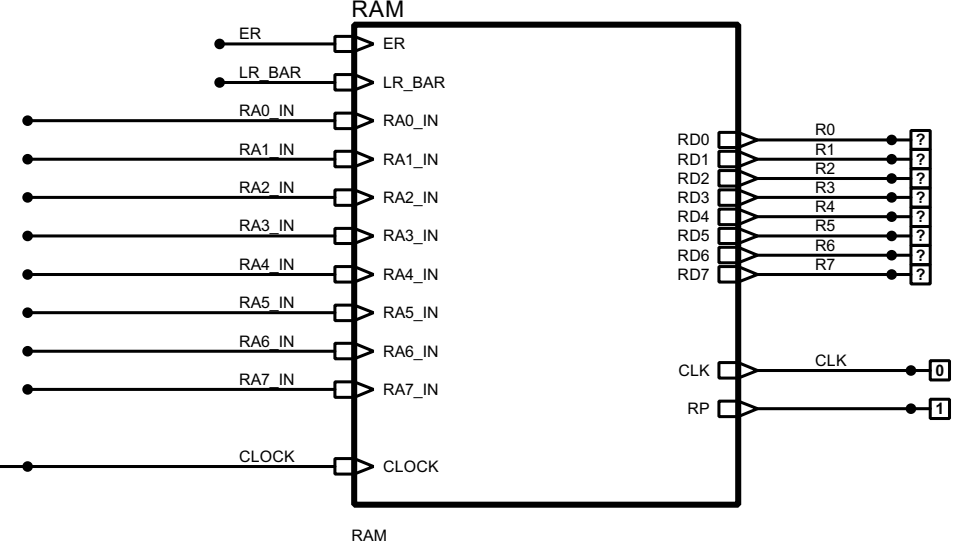 RAM
ER ER
LR_BAR LR_BAR
RA0_IN RA0_IN
RA1_IN RA1_IN
RA2_IN RA2_IN
RA3_IN RA3_IN
RA4_IN RA4_IN
RA5_IN RA5_IN
RA6_IN RA6_IN
RA7_IN RA7_IN
CLOCK CLOCK
RD0 R0 ?
RD1 R1 ?
RD2 R2 ?
RD3 R3 ?
RD4 R4 ?
RD5 R5 ?
RD6 R6 ?
RD7 R7 ?
CLK CLK 0
RP 1
RAM